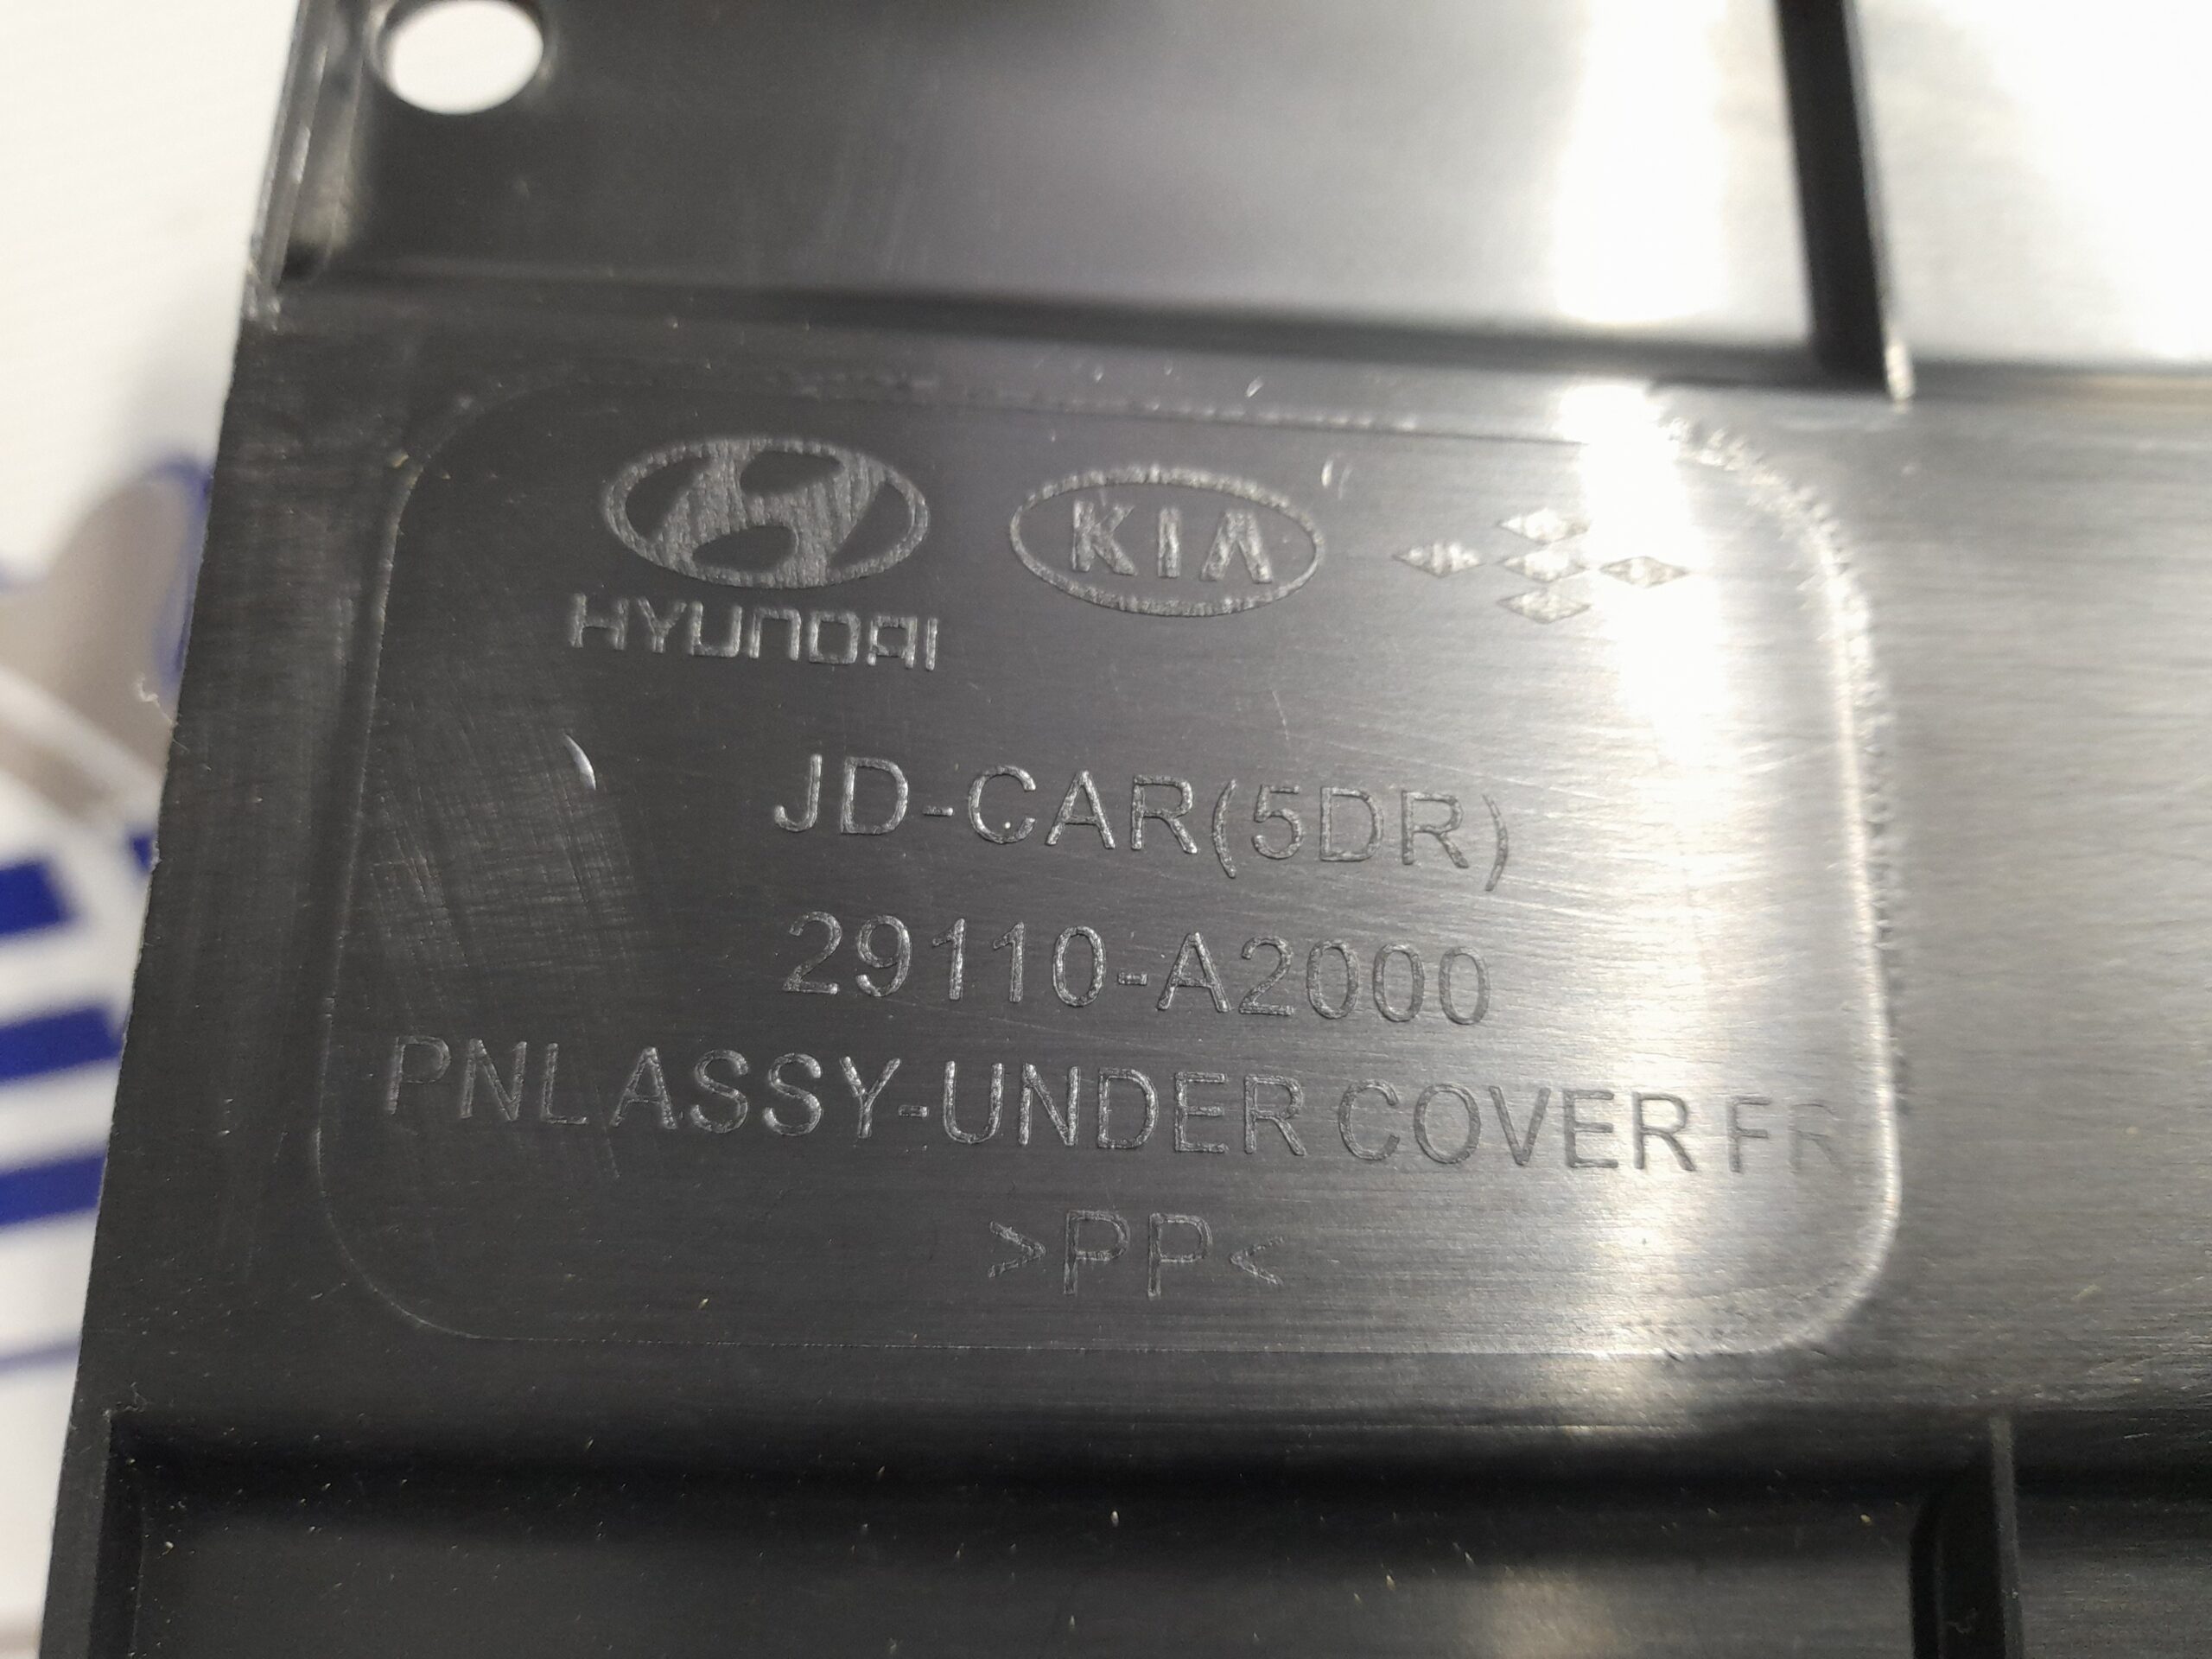 HYUNDAI
KIA
JD-CAR(5DR)
29110-A2000
PNL ASSY-UNDER COVER FR
>PP<